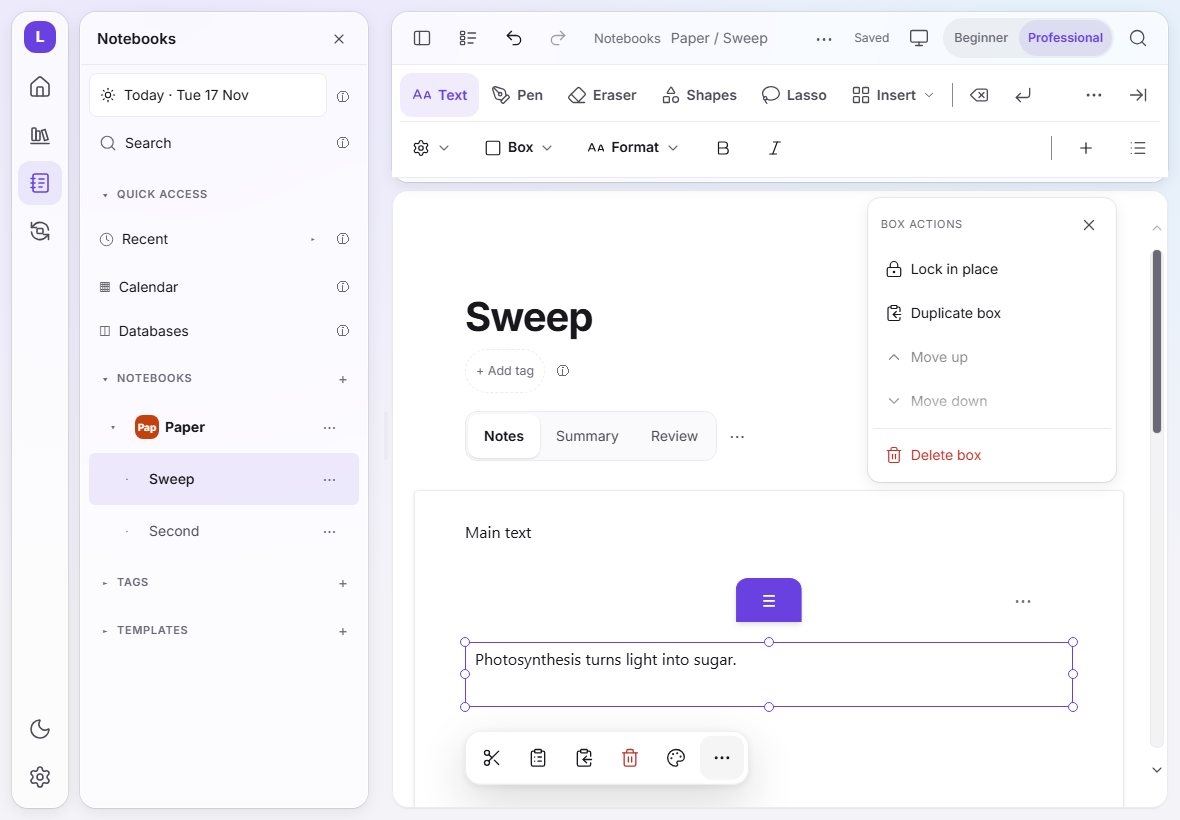 L
Notebooks
Today · Tue 17 Nov
Search
QUICK ACCESS
Recent
Calendar
Databases
NOTEBOOKS
Pap Paper
Sweep
Second
TAGS
TEMPLATES
Notebooks Paper / Sweep
Saved
Beginner Professional
AA Text Pen Eraser Shapes Lasso Insert
Box AA Format B I
Sweep
+ Add tag
Notes Summary Review
BOX ACTIONS
Lock in place
Duplicate box
Move up
Move down
Delete box
Main text
Photosynthesis turns light into sugar.